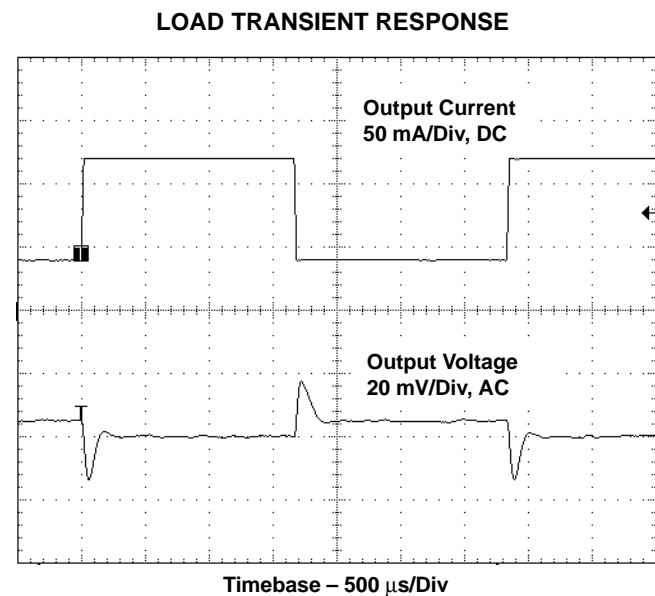 LOAD TRANSIENT RESPONSE
Output Current
50 mA/Div, DC
Output Voltage
20 mV/Div, AC
Timebase – 500 μs/Div